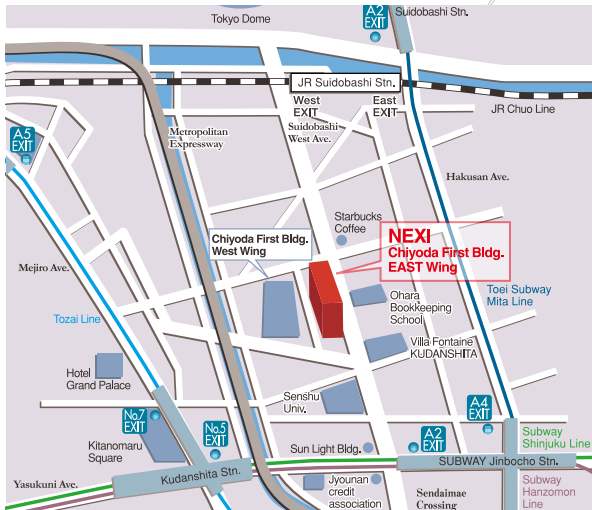 Tokyo Dome
A2
EXIT
Suidobashi Stn.
JR Suidobashi Stn.
West
EXIT
East
EXIT
JR Chuo Line
Metropolitan
Expressway
Suidobashi
West Ave.
A5
EXIT
Hakusan Ave.
Starbucks
Coffee
Chiyoda First Bldg.
West Wing
NEXI
Chiyoda First Bldg.
EAST Wing
Mejiro Ave.
Toei Subway
Mita Line
Ohara
Bookkeeping
School
Tozai Line
Villa Fontaine
KUDANSHITA
Hotel
Grand Palace
Senshu
Univ.
A4
EXIT
No.7
EXIT
No.5
EXIT
A2
EXIT
Kitanomaru
Square
Sun Light Bldg.
Subway
Shinjuku Line
SUBWAY Jinbocho Stn.
Kudanshita Stn.
Yasukuni Ave.
Jyounan
credit
association
Sendaimae
Crossing
Subway
Hanzomon
Line